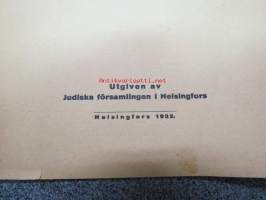 Antikvariaatti.net
Utgiven av
Judiska församlingen i Helsingfors
Helsingfors 1932.